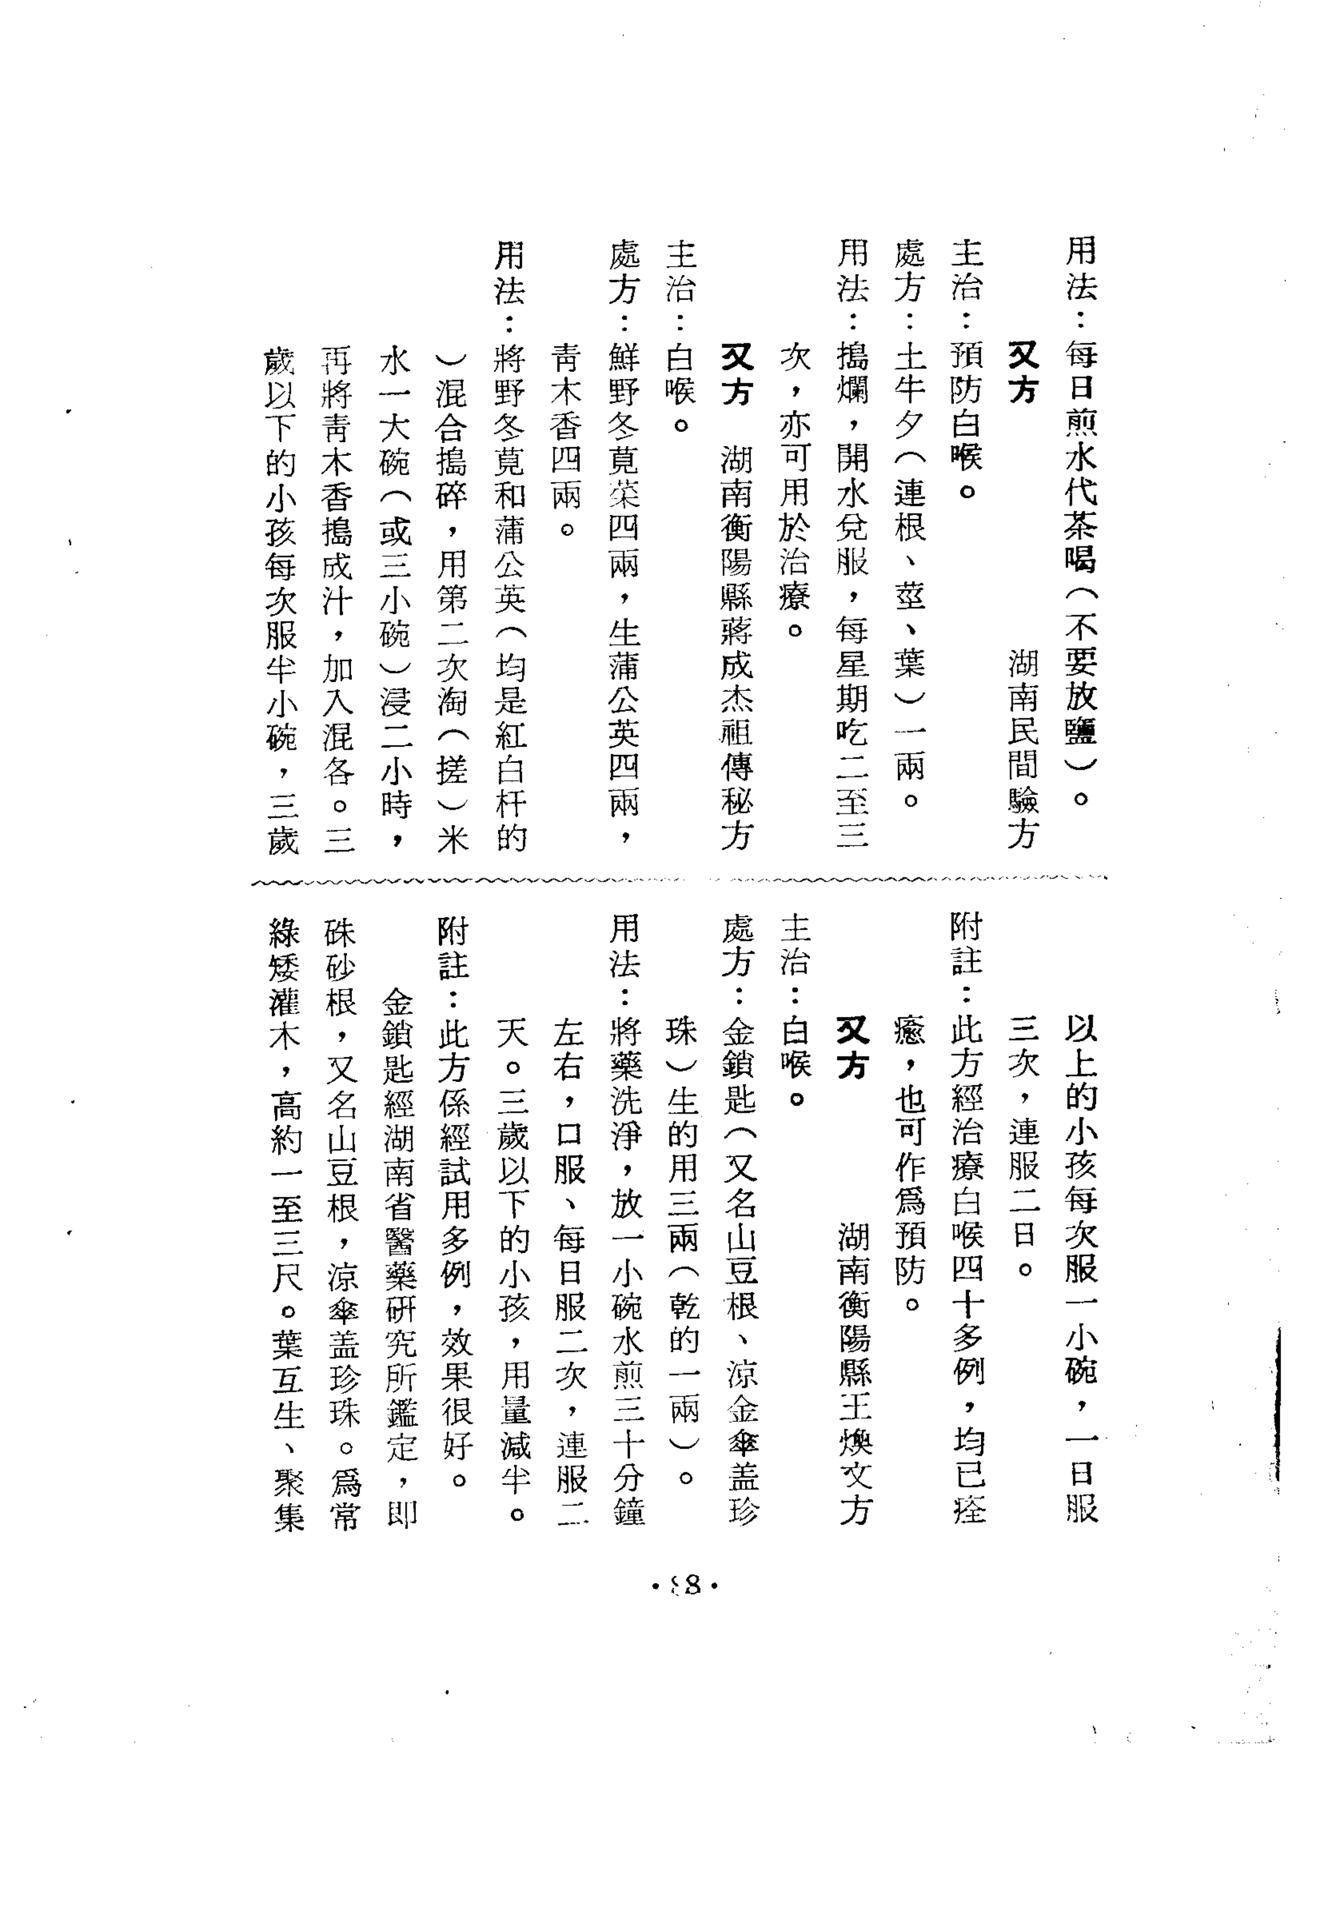 用法：每日煎水代茶喝（不要放鹽）。
又方　湖南民間驗方
主治：預防白喉。
處方：土牛夕（連根、莖、葉）一兩。
用法：搗爛，開水兌服，每星期吃二至三
次，亦可用於治療。
又方　湖南衡陽縣蔣成杰祖傳秘方
主治：白喉。
處方：鮮野冬莧菜四兩，生蒲公英四兩，
青木香四兩。
用法：將野冬莧和蒲公英（均是紅白杆的
）混合搗碎，用第二次淘（搓）米
水一大碗（或三小碗）浸二小時，
再將青木香搗成汁，加入混各。三
歲以下的小孩每次服半小碗，三歲
以上的小孩每次服一小碗，一日服
三次，連服二日。
附註：此方經治療白喉四十多例，均已痊
癒，也可作爲預防。
又方　湖南衡陽縣王煥文方
主治：白喉。
處方：金鎖匙（又名山豆根、涼金傘盖珍
珠）生的用三兩（乾的一兩）。
用法：將藥洗淨，放一小碗水煎三十分鐘
左右，口服、每日服二次，連服二
天。三歲以下的小孩，用量減半。
附註：此方係經試用多例，效果很好。
金鎖匙經湖南省醫藥研究所鑑定，即
硃砂根，又名山豆根，涼傘盖珍珠。爲常
綠矮灌木，高約一至三尺。葉互生、聚集
·88·